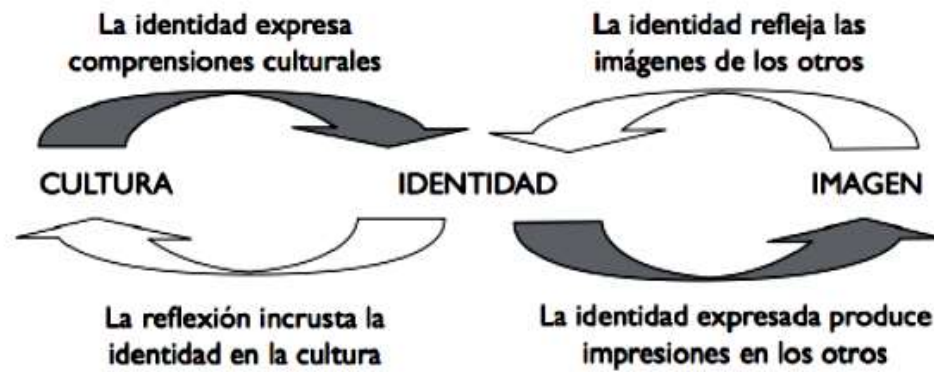 La identidad expresa
comprensiones culturales
La identidad refleja las
imágenes de los otros
CULTURA
IDENTIDAD
IMAGEN
La reflexión incrusta la
identidad en la cultura
La identidad expresada produce
impresiones en los otros